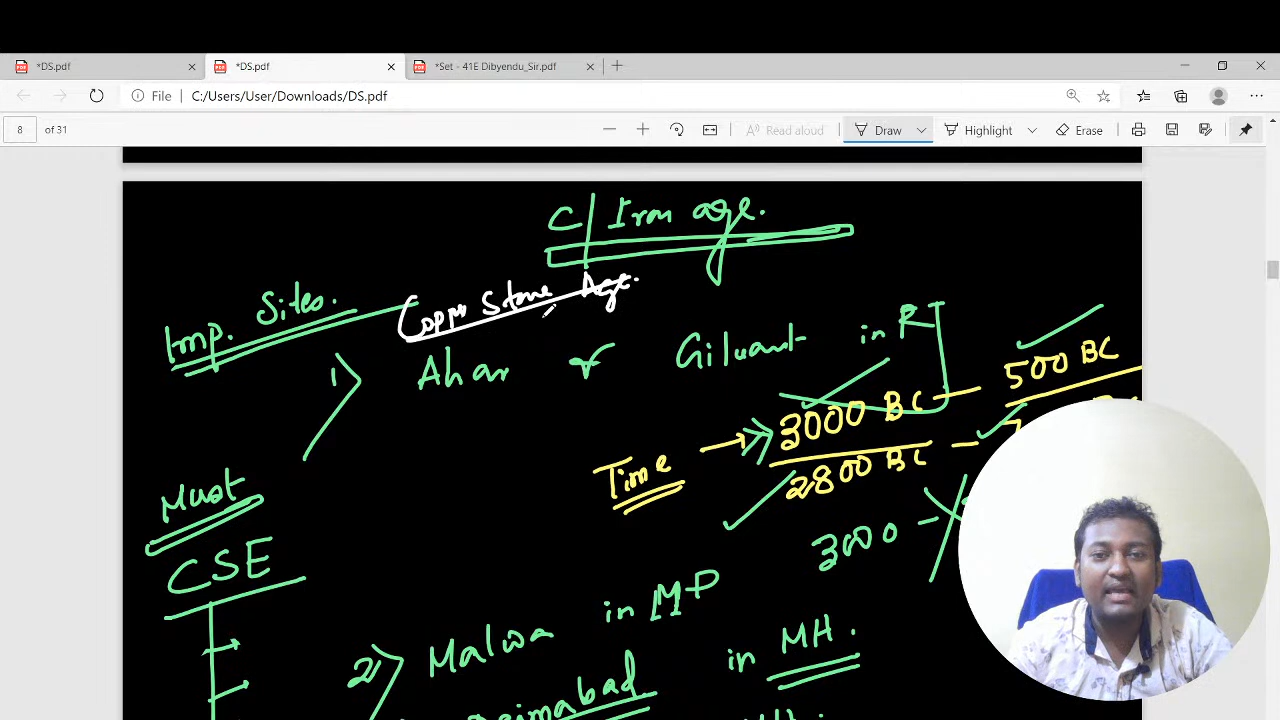 *DS.pdf
*DS.pdf
*Set - 41E Dibyendu_Sir.pdf
File
C:/Users/User/Downloads/DS.pdf
8 of 31
Read aloud
Draw
Highlight
Erase
C/Iron age.
Imp. Sites.
Copper Stone Age.
1) Ahar & Giluant in R
3000 BC – 500 BC
Time → 2800 BC –
3000 –
Must
CSE
2) Malwa in MP
in MH.